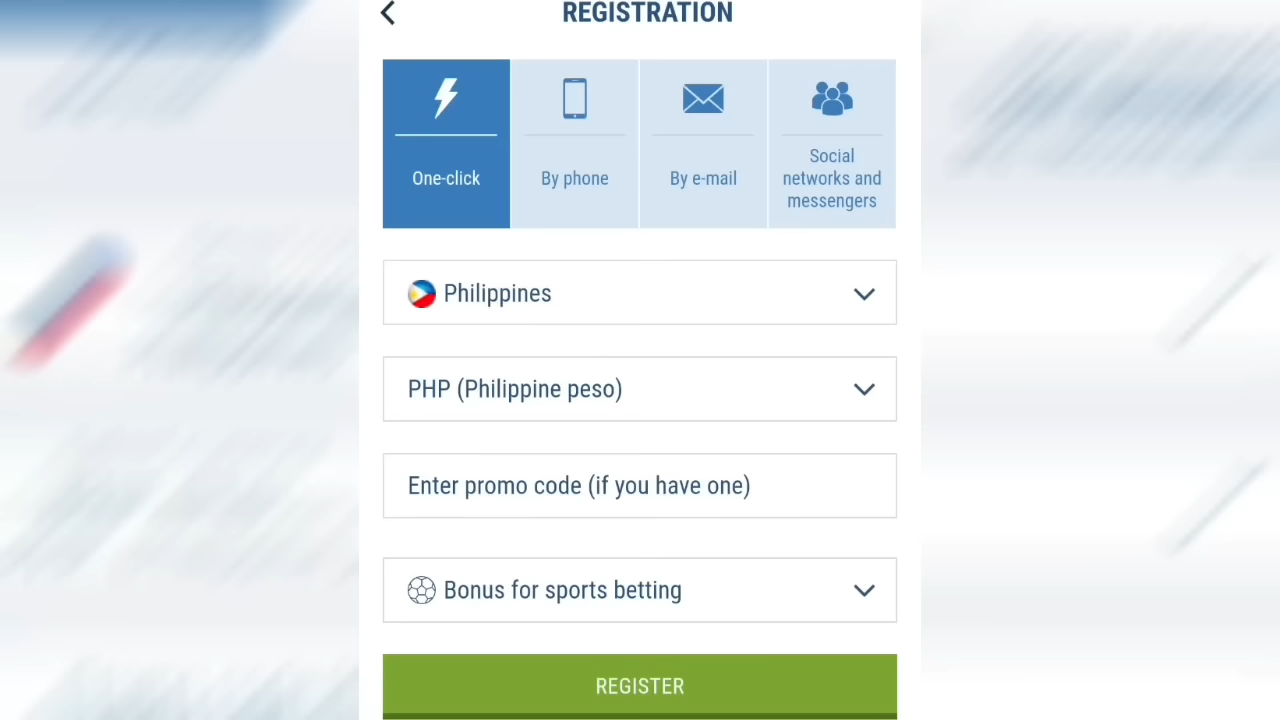 REGISTRATION
One-click
By phone
By e-mail
Social
networks and
messengers
Philippines
PHP (Philippine peso)
Enter promo code (if you have one)
Bonus for sports betting
REGISTER